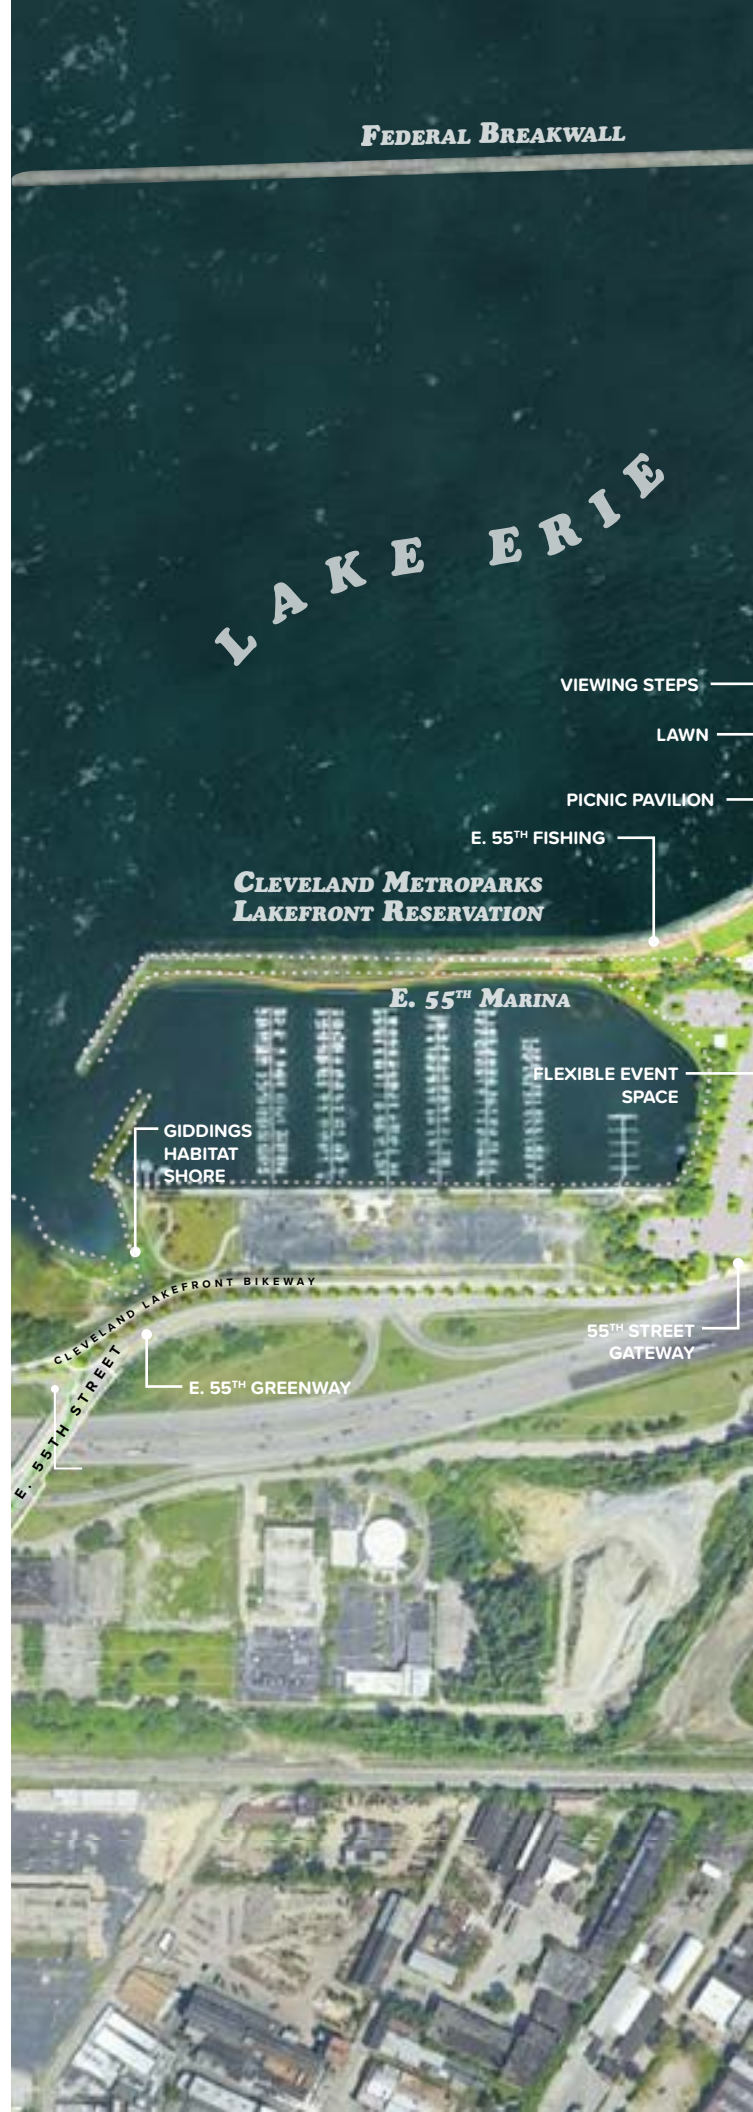 FEDERAL BREAKWALL
LAKE ERIE
VIEWING STEPS
LAWN
PICNIC PAVILION
E. 55TH FISHING
CLEVELAND METROPARKS
LAKEFRONT RESERVATION
E. 55TH MARINA
FLEXIBLE EVENT
SPACE
GIDDINGS
HABITAT
SHORE
CLEVELAND LAKEFRONT BIKEWAY
55TH STREET
GATEWAY
E. 55TH GREENWAY
E. 55TH STREET